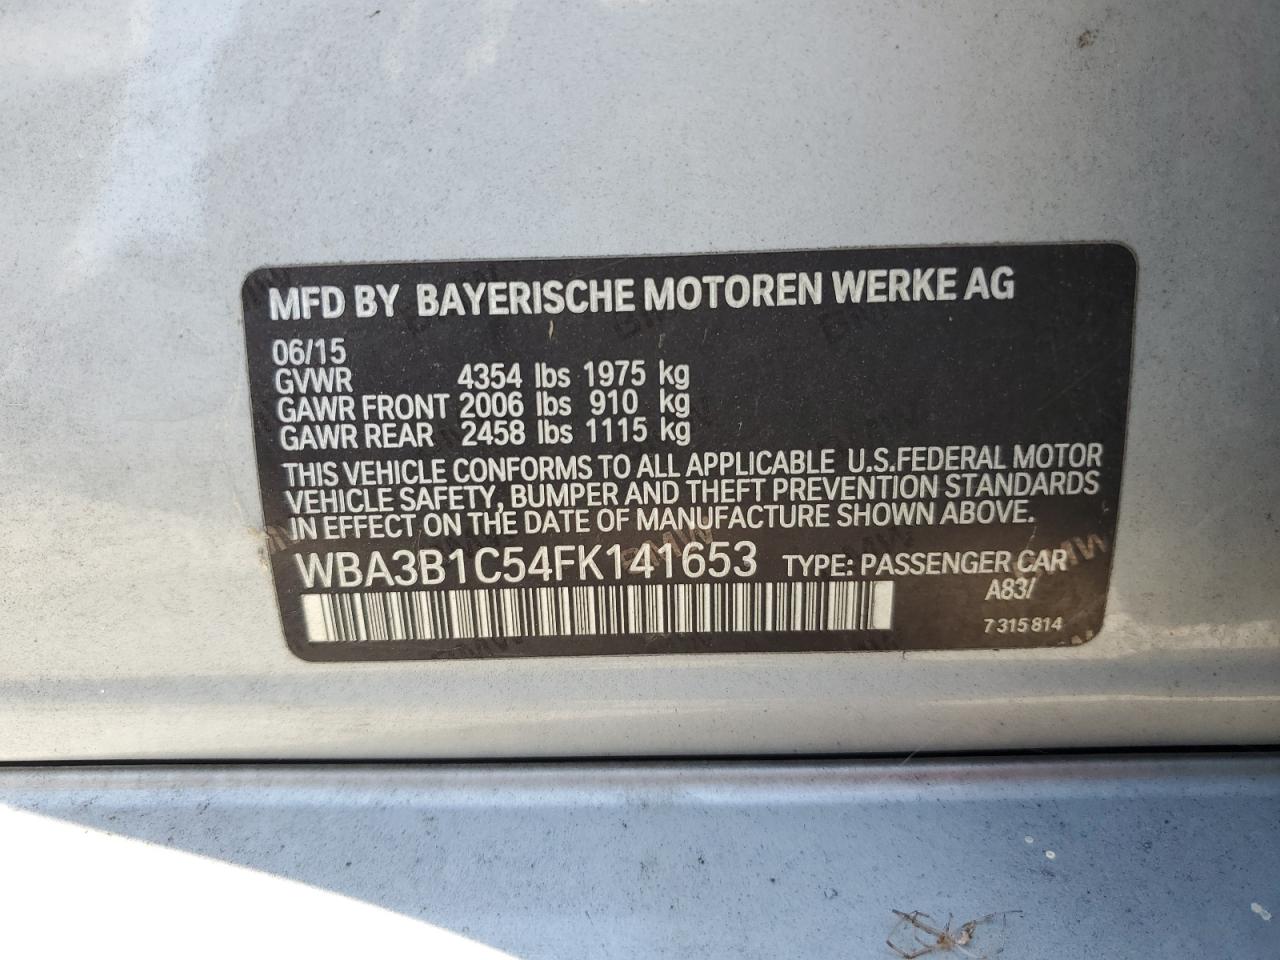 MFD BY BAYERISCHE MOTOREN WERKE AG
06/15
GVWR 4354 lbs 1975 kg
GAWR FRONT 2006 lbs 910 kg
GAWR REAR 2458 lbs 1115 kg
THIS VEHICLE CONFORMS TO ALL APPLICABLE U.S.FEDERAL MOTOR
VEHICLE SAFETY, BUMPER AND THEFT PREVENTION STANDARDS
IN EFFECT ON THE DATE OF MANUFACTURE SHOWN ABOVE.
WBA3B1C54FK141653 TYPE: PASSENGER CAR
A83/
7 315 814